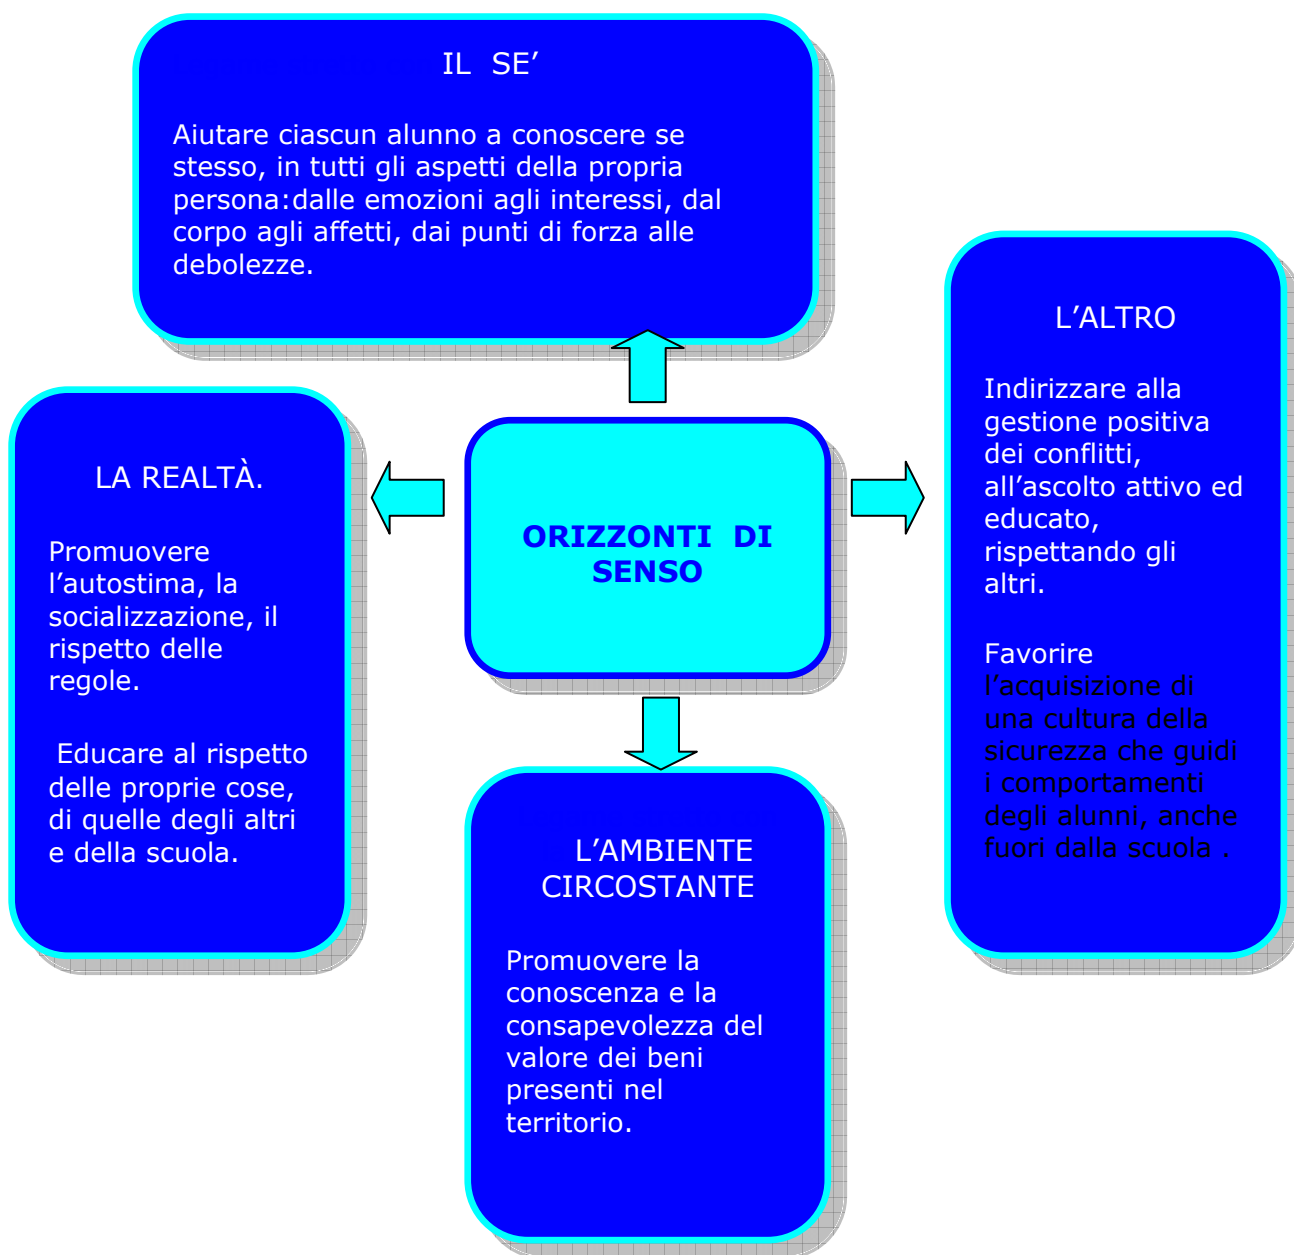 IL SE’
Aiutare ciascun alunno a conoscere se
stesso, in tutti gli aspetti della propria
persona:dalle emozioni agli interessi, dal
corpo agli affetti, dai punti di forza alle
debolezze.
LA REALTÀ.
Promuovere
l’autostima, la
socializzazione, il
rispetto delle
regole.
Educare al rispetto
delle proprie cose,
di quelle degli altri
e della scuola.
ORIZZONTI DI
SENSO
L’ALTRO
Indirizzare alla
gestione positiva
dei conflitti,
all’ascolto attivo ed
educato,
rispettando gli
altri.
Favorire
l’acquisizione di
una cultura della
sicurezza che guidi
i comportamenti
degli alunni, anche
fuori dalla scuola .
L’AMBIENTE
CIRCOSTANTE
Promuovere la
conoscenza e la
consapevolezza del
valore dei beni
presenti nel
territorio.